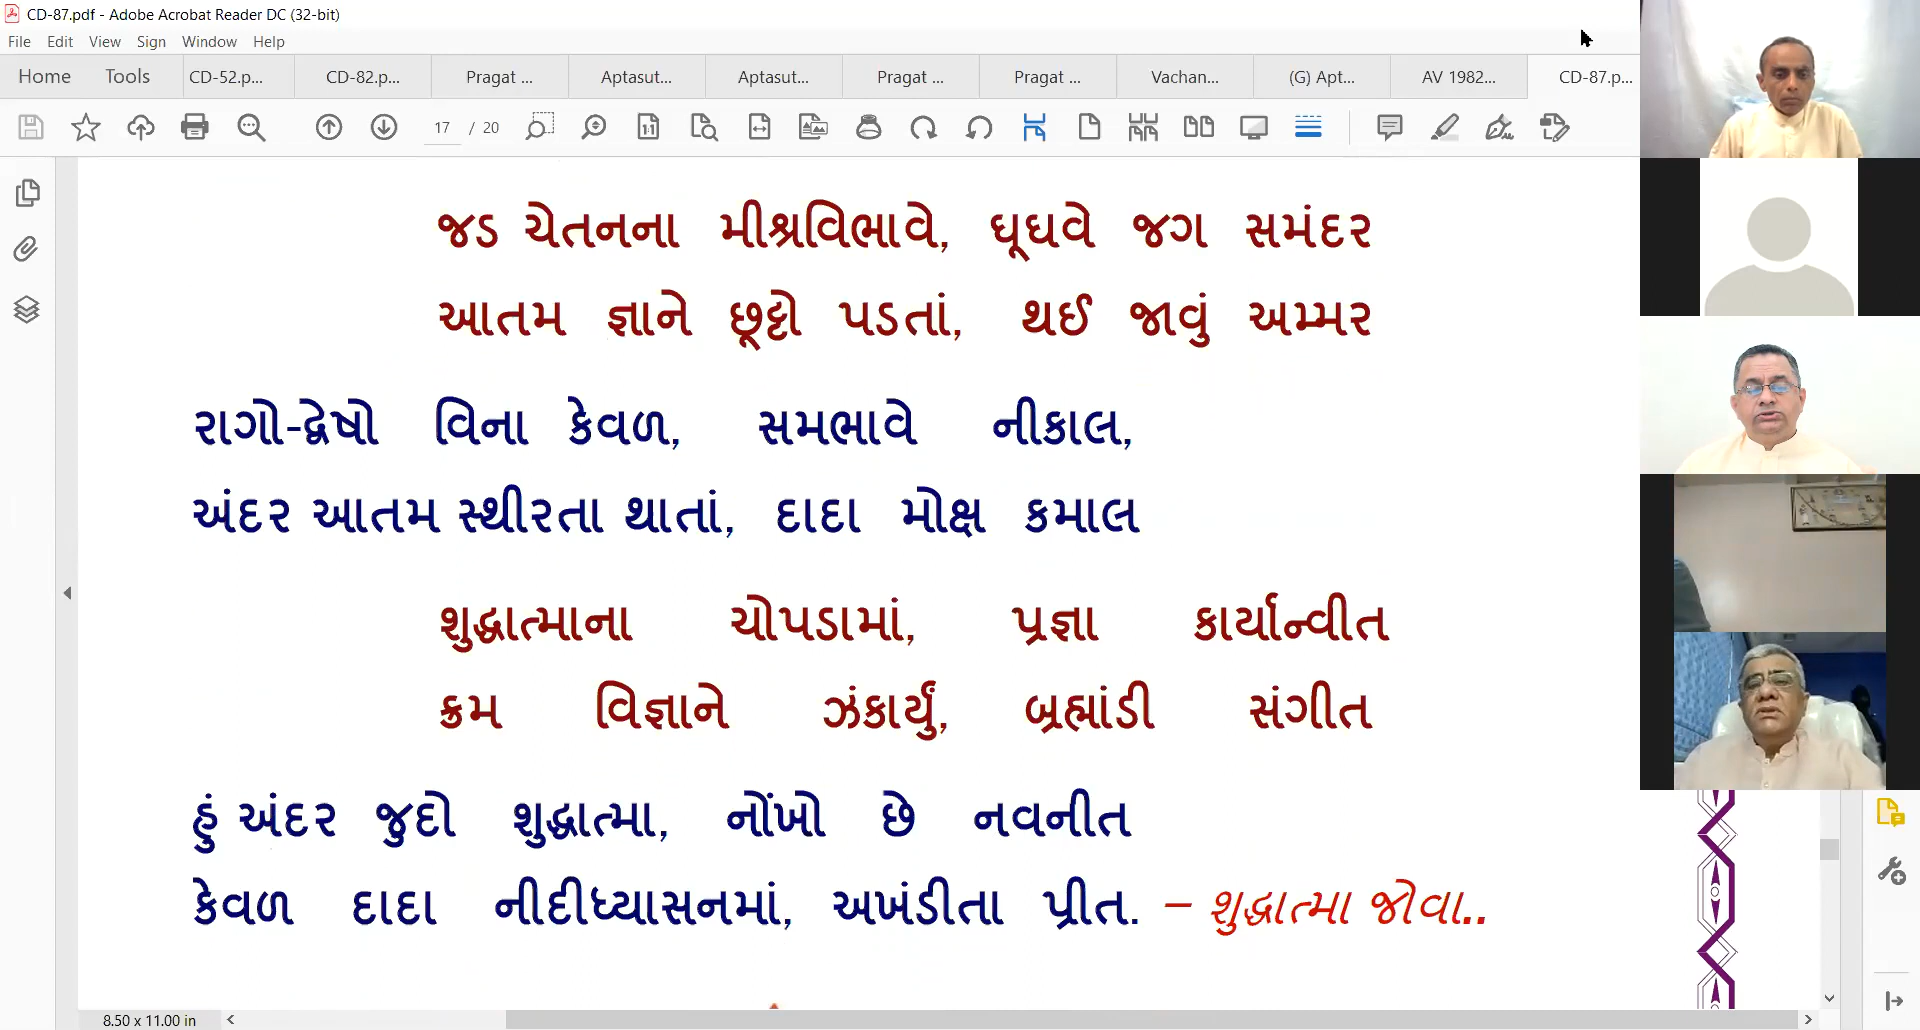 CD-87.pdf - Adobe Acrobat Reader DC (32-bit)
File Edit View Sign Window Help
Home Tools CD-52.p... CD-82.p... Pragat ... Aptasut... Aptasut... Pragat ... Pragat ... Vachan... (G) Apt... AV 1982... CD-87.p...
17 / 20
જડ ચેતનના મીશ્રવિભાવે, ઘૂઘવે જગ સમંદર
આતમ જ્ઞાને છૂટ્ટો પડતાં, થઈ જાવું અમ્મર
રાગો-દ્વેષો વિના કેવળ, સમભાવે નીકાલ,
અંદર આતમ સ્થીરતા થાતાં, દાદા મોક્ષ કમાલ
શુદ્ધાત્માના ચોપડામાં, પ્રજ્ઞા કાર્યાન્વીત
ક્રમ વિજ્ઞાને ઝંકાર્યું, બ્રહ્માંડી સંગીત
હું અંદર જુદો શુદ્ધાત્મા, નોંખો છે નવનીત
કેવળ દાદા નીદીધ્યાસનમાં, અખંડીતા પ્રીત. – શુદ્ધાત્મા જોવા..
8.50 x 11.00 in